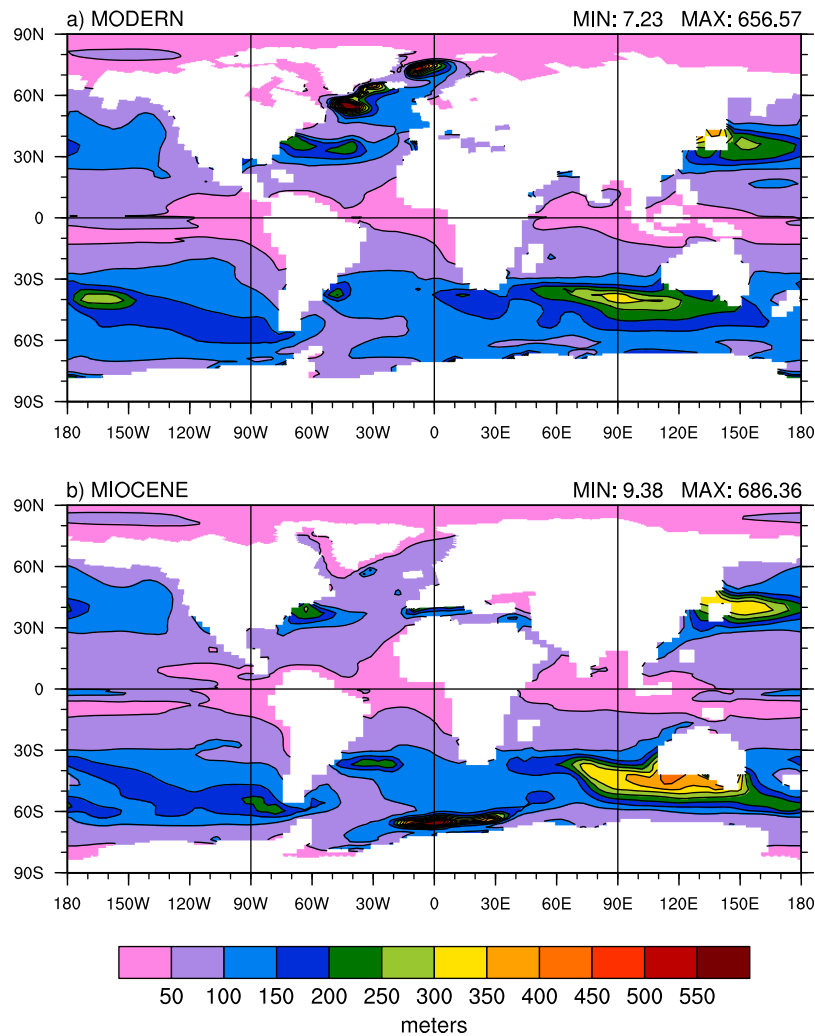 a) MODERN MIN: 7.23 MAX: 656.57
90N
60N
30N
0
30S
60S
90S
180 150W 120W 90W 60W 30W 0 30E 60E 90E 120E 150E 180
b) MIOCENE MIN: 9.38 MAX: 686.36
90N
60N
30N
0
30S
60S
90S
180 150W 120W 90W 60W 30W 0 30E 60E 90E 120E 150E 180
50 100 150 200 250 300 350 400 450 500 550
meters